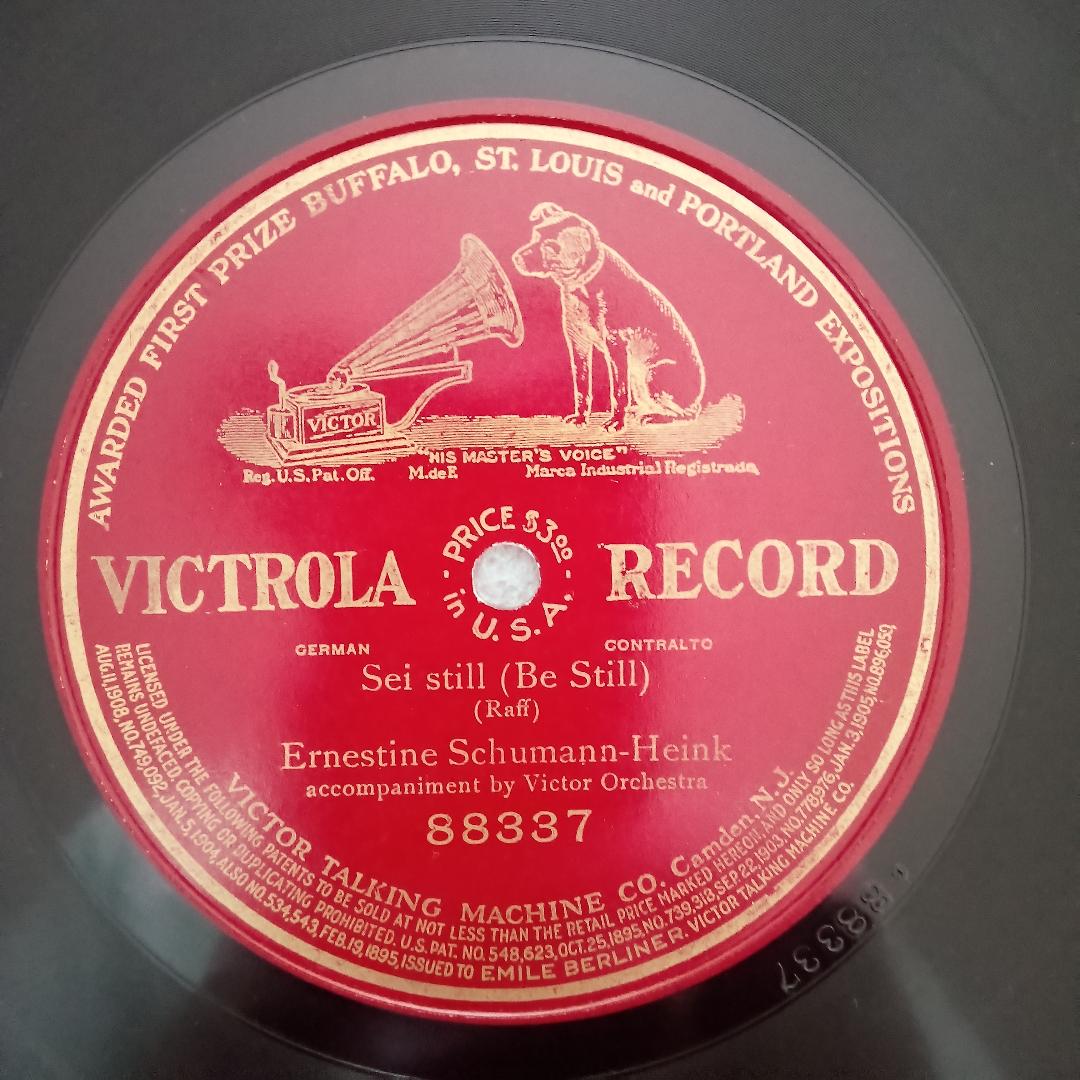 AWARDED FIRST PRIZE BUFFALO, ST. LOUIS and PORTLAND EXPOSITIONS
VICTOR
"HIS MASTER'S VOICE"
Reg. U.S. Pat. Off. M.de F. Marca Industrial Registrada
PRICE $3.00
in U.S.A.
VICTROLA RECORD
GERMAN CONTRALTO
Sei still (Be Still)
(Raff)
Ernestine Schumann-Heink
accompaniment by Victor Orchestra
88337
VICTOR TALKING MACHINE CO. Camden, N.J.
LICENSED UNDER THE FOLLOWING PATENTS TO BE SOLD AT NOT LESS THAN THE RETAIL PRICE MARKED HEREON AND ONLY SO LONG AS THIS LABEL
REMAINS UNDEFACED. COPYING OR DUPLICATING PROHIBITED. U.S. PAT. NO. 548,623, OCT. 25, 1895, NO. 739,318, SEP. 22, 1903, NO. 778,976, JAN. 3, 1905, NO. 896,059,
AUG. 11, 1908, NO. 749,092, JAN. 5, 1904, ALSO NO. 534,543, FEB. 19, 1895, ISSUED TO EMILE BERLINER. VICTOR TALKING MACHINE CO.
88337